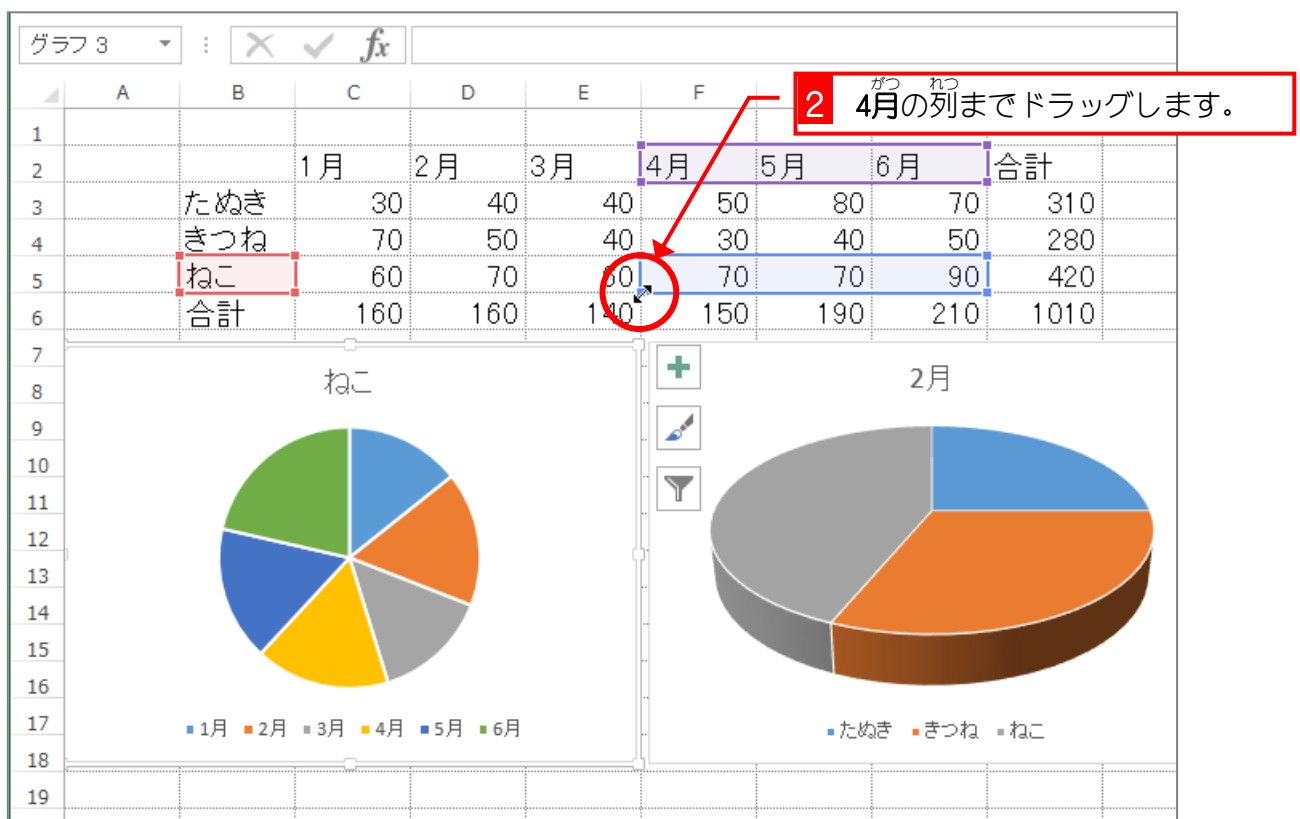 グラフ 3 fx
2 4月の列までドラッグします。
がつ れつ
A B C D E F
1
2 1月 2月 3月 4月 5月 6月 合計
3 たぬき 30 40 40 50 80 70 310
4 きつね 70 50 40 30 40 50 280
5 ねこ 60 70 60 70 70 90 420
6 合計 160 160 140 150 190 210 1010
7
8
9
10
11
12
13
14
15
16
17
18
19
ねこ
1月 2月 3月 4月 5月 6月
2月
たぬき きつね ねこ